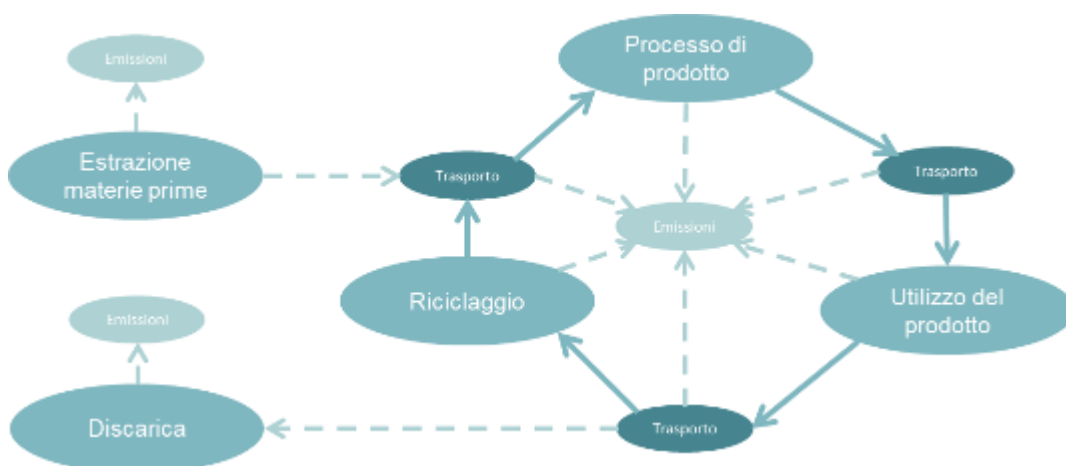 Emissioni
Processo di
prodotto
Estrazione
materie prime
Trasporto
Trasporto
Emissioni
Riciclaggio
Utilizzo del
prodotto
Emissioni
Discarica
Trasporto